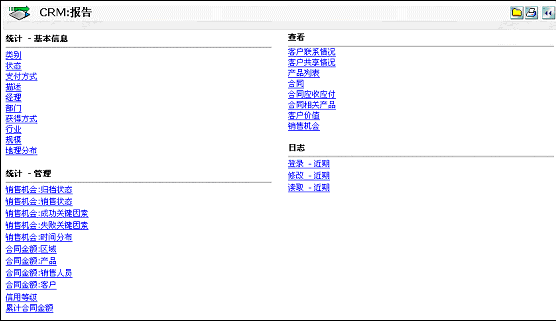 CRM:报告
统计 - 基本信息
类别
状态
支付方式
描述
经理
部门
获得方式
行业
规模
地理分布
统计 - 管理
销售机会:归档状态
销售机会:销售状态
销售机会:成功关键因素
销售机会:失败关键因素
销售机会:时间分布
合同金额:区域
合同金额:产品
合同金额:销售人员
合同金额:客户
信用等级
累计合同金额
查看
客户联系情况
客户共享情况
产品列表
合同
合同应收应付
合同相关产品
客户价值
销售机会
日志
登录 - 近期
修改 - 近期
读取 - 近期